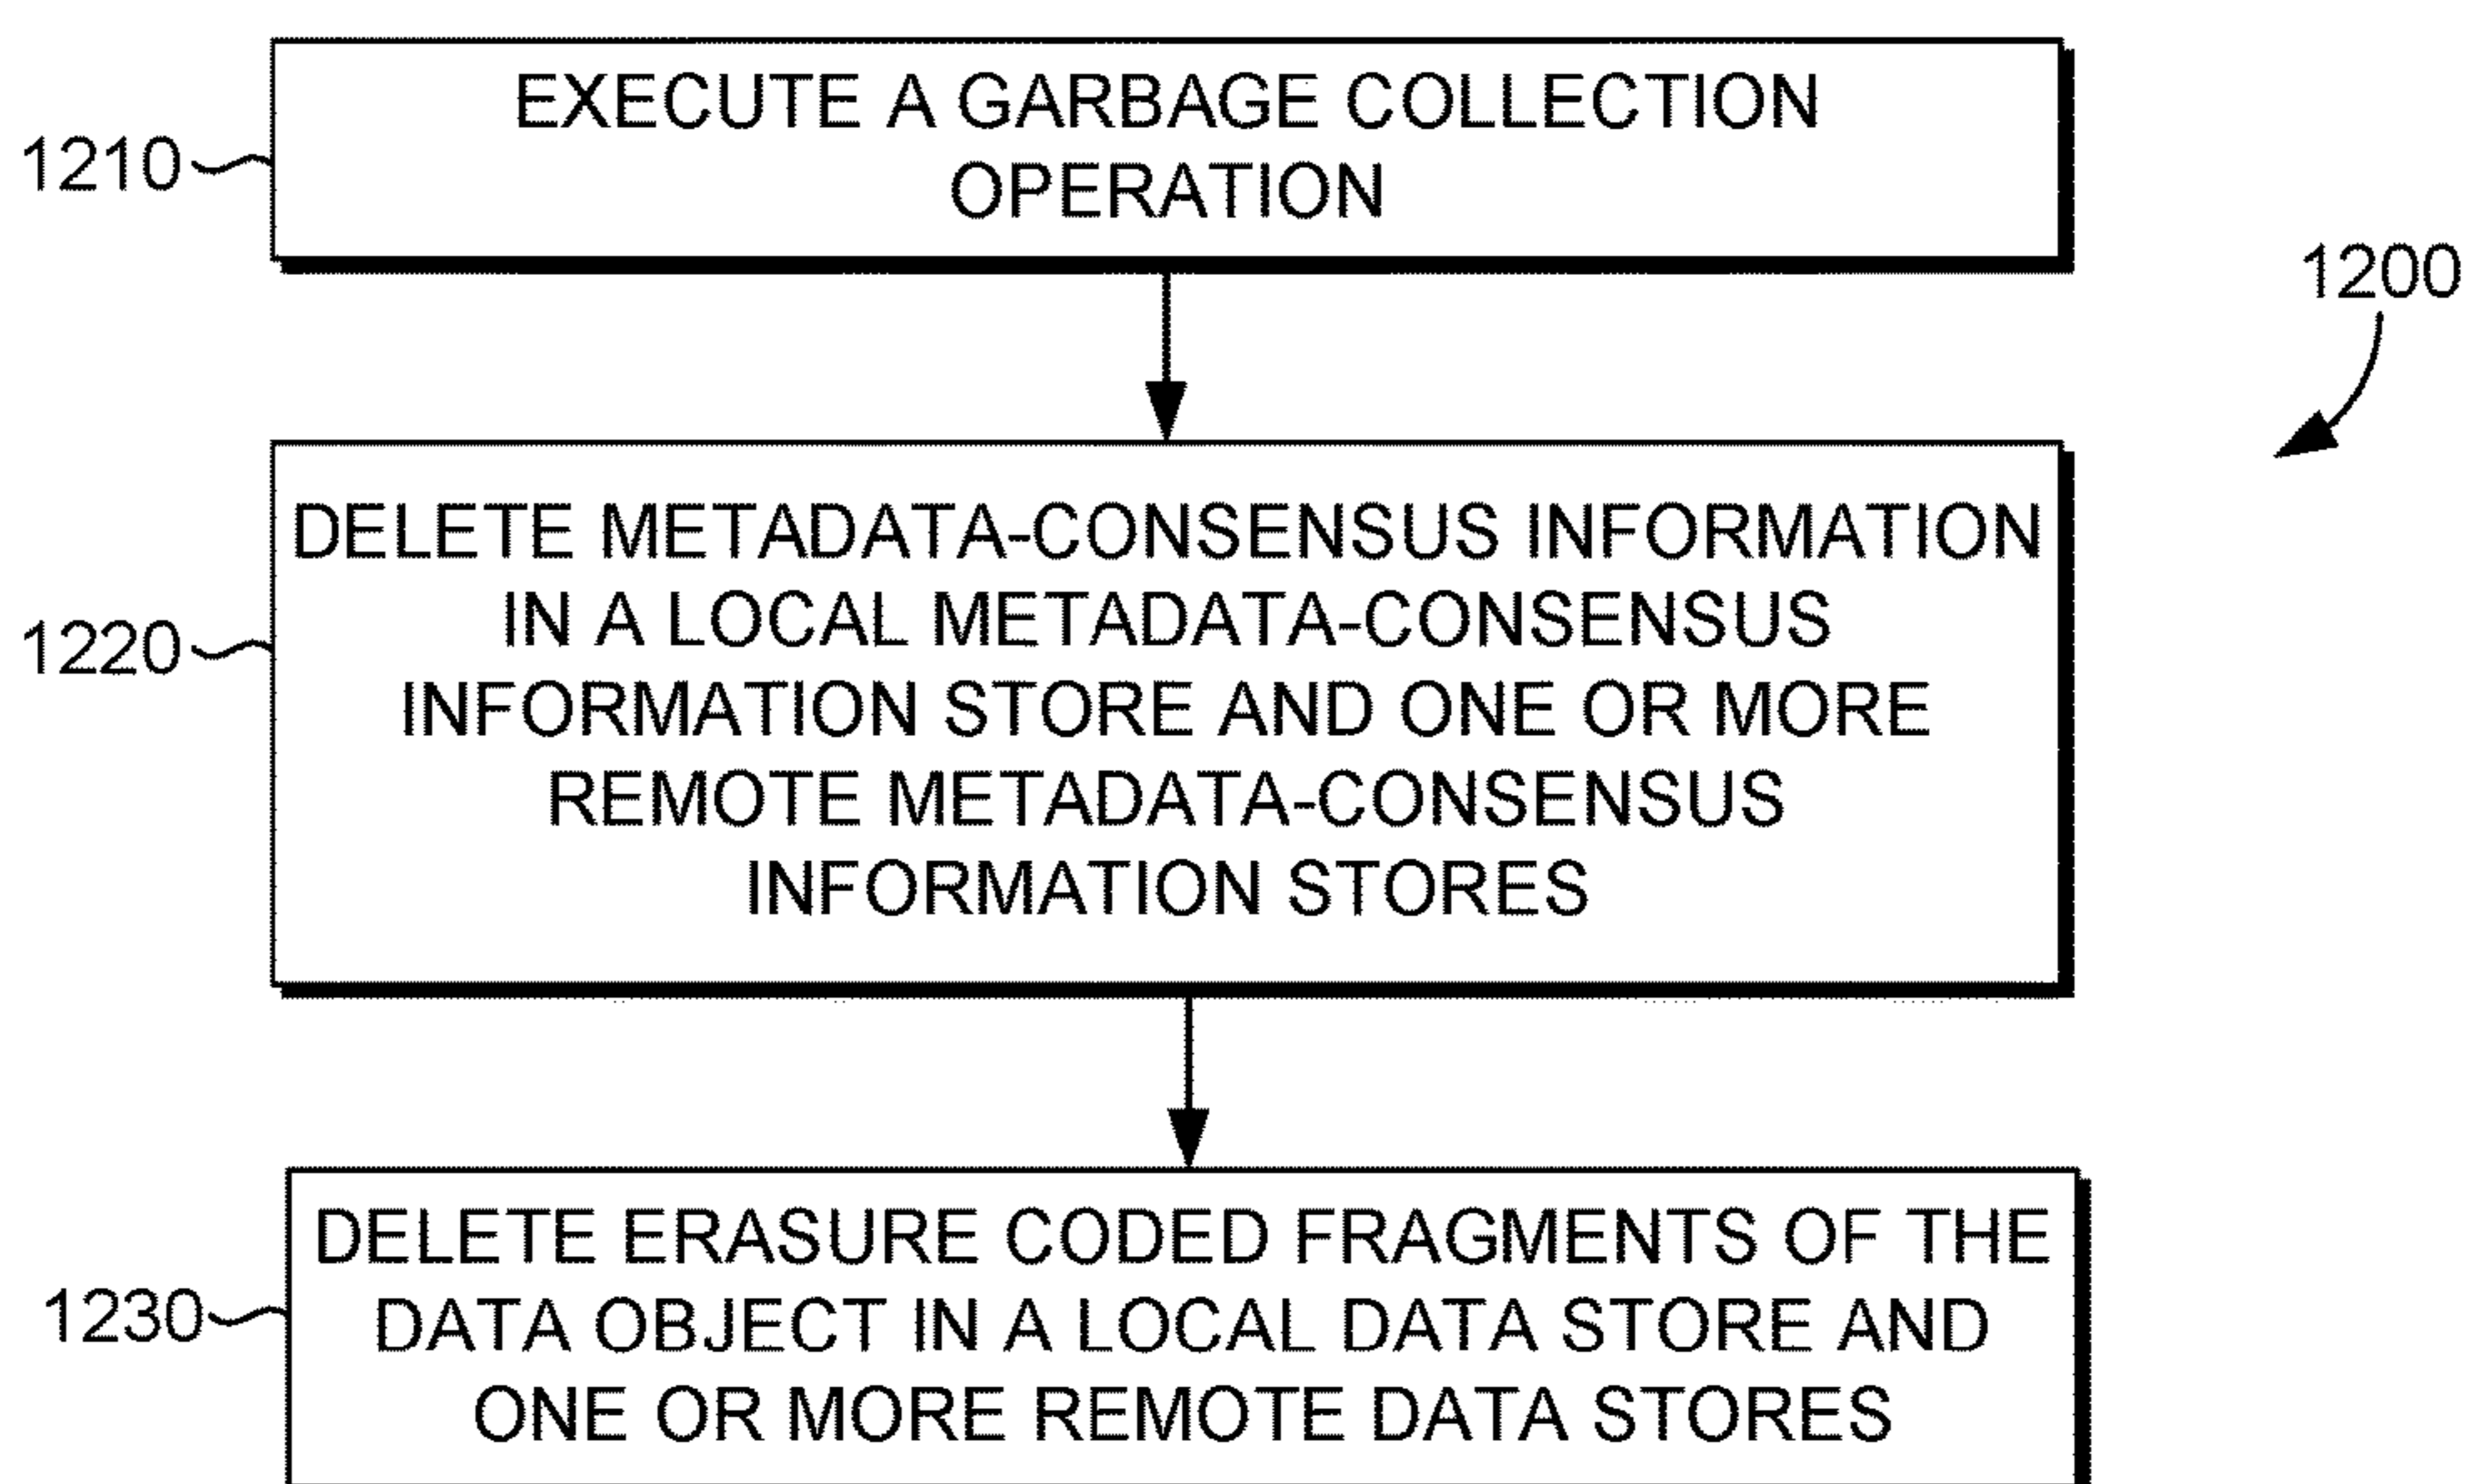 EXECUTE A GARBAGE COLLECTION
OPERATION
1210
1200
DELETE METADATA-CONSENSUS INFORMATION
IN A LOCAL METADATA-CONSENSUS
INFORMATION STORE AND ONE OR MORE
REMOTE METADATA-CONSENSUS
INFORMATION STORES
1220
DELETE ERASURE CODED FRAGMENTS OF THE
DATA OBJECT IN A LOCAL DATA STORE AND
ONE OR MORE REMOTE DATA STORES
1230